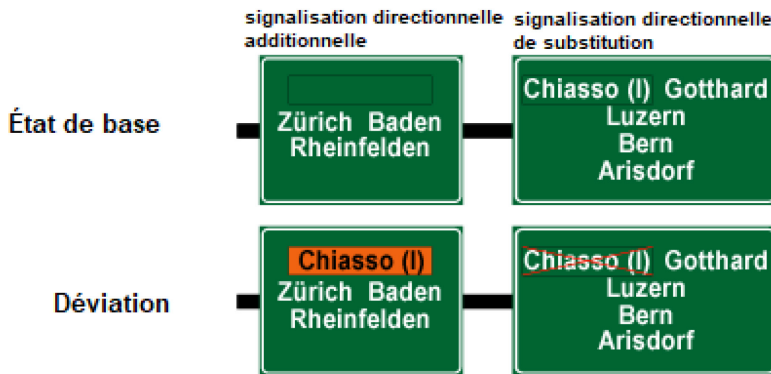 signalisation directionnelle
additionnelle
signalisation directionnelle
de substitution
État de base
Zürich Baden
Rheinfelden
Chiasso (I) Gotthard
Luzern
Bern
Arisdorf
Déviation
Chiasso (I)
Zürich Baden
Rheinfelden
Chiasso (I) Gotthard
Luzern
Bern
Arisdorf